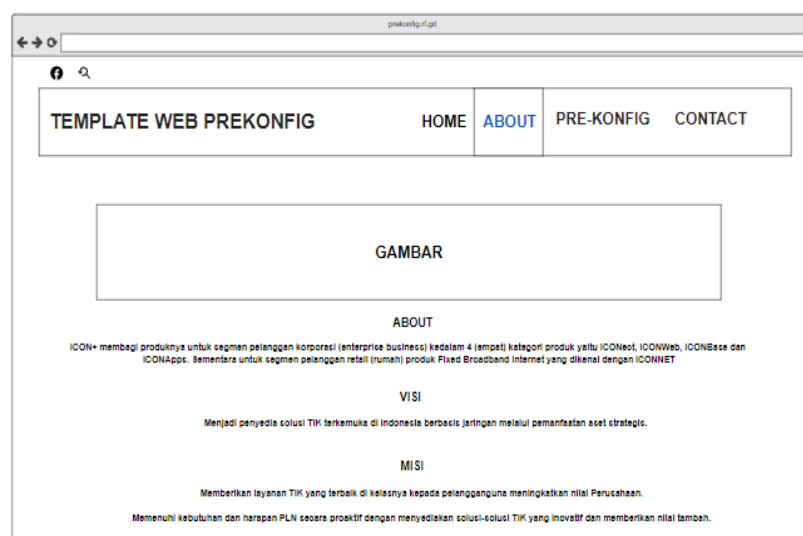 prekonfig.rf.gd
TEMPLATE WEB PREKONFIG HOME ABOUT PRE-KONFIG CONTACT
GAMBAR
ABOUT
ICON+ membagi produknya untuk segmen pelanggan korporasi (enterprise business) kedalam 4 (empat) kategori produk yaitu ICONect, ICONWeb, ICONBase dan
ICONApps. Sementara untuk segmen pelanggan retail (rumah) produk Fixed Broadband Internet yang dikenal dengan ICONNET
VISI
Menjadi penyedia solusi TIK terkemuka di Indonesia berbasis jaringan melalui pemanfaatan aset strategis.
MISI
Memberikan layanan TIK yang terbaik di kelasnya kepada pelangganguna meningkatkan nilai Perusahaan.
Memenuhi kebutuhan dan harapan PLN secara proaktif dengan menyediakan solusi-solusi TIK yang inovatif dan memberikan nilai tambah.